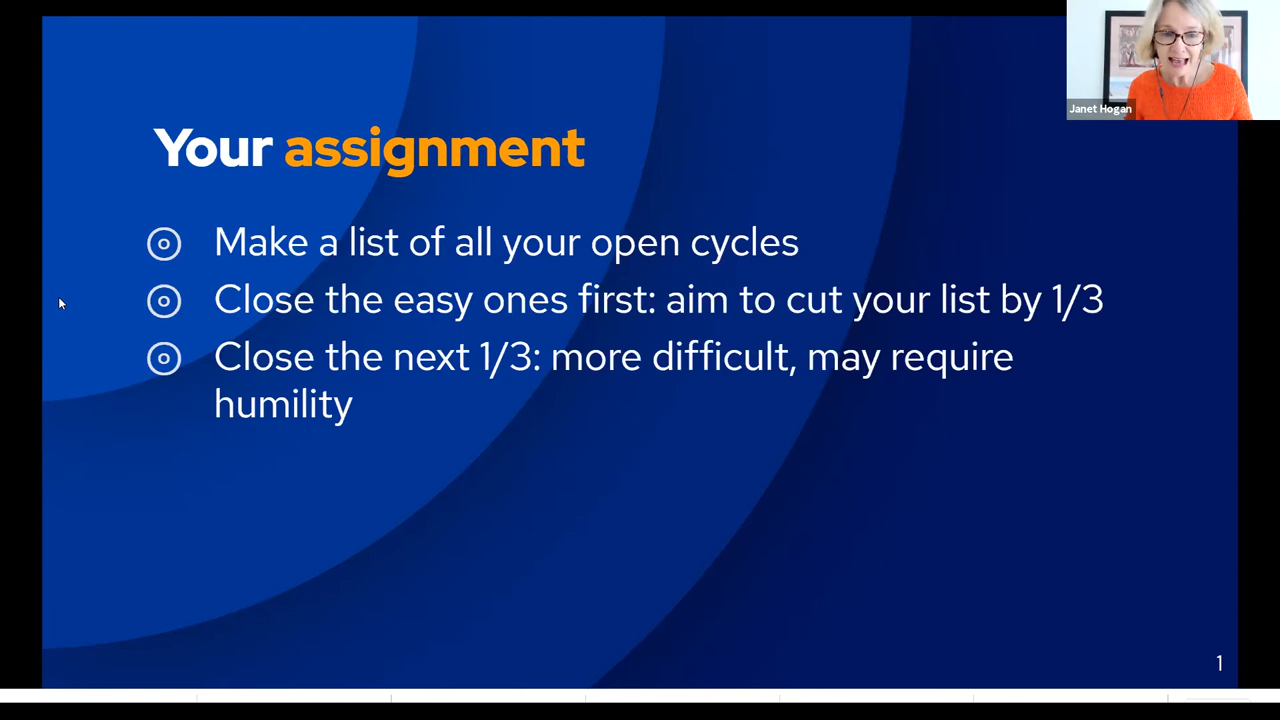 Janet Hogan
Your assignment
Make a list of all your open cycles
Close the easy ones first: aim to cut your list by 1/3
Close the next 1/3: more difficult, may require
humility
1